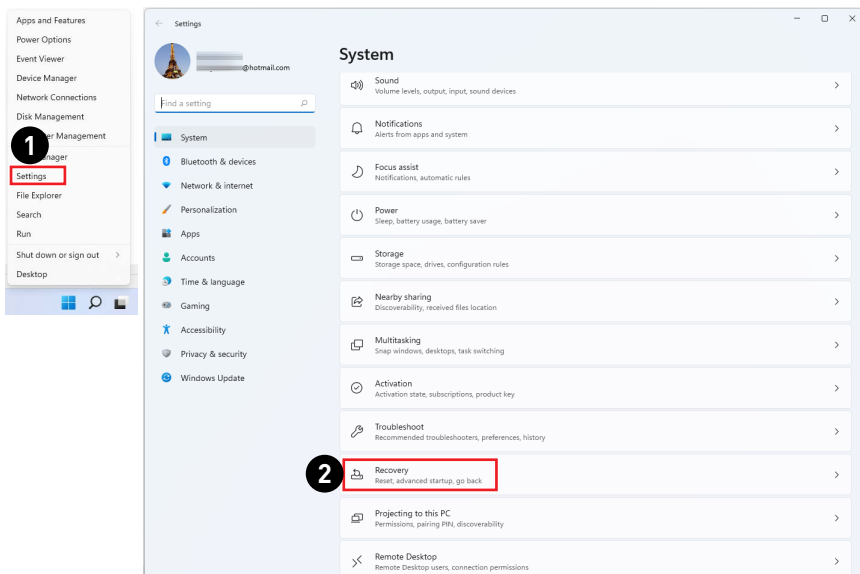 Apps and Features
Power Options
Event Viewer
Device Manager
Network Connections
Disk Management
Management
1
Settings
File Explorer
Search
Run
Shut down or sign out
Desktop
Settings
@hotmail.com
Find a setting
System
Bluetooth & devices
Network & internet
Personalization
Apps
Accounts
Time & language
Gaming
Accessibility
Privacy & security
Windows Update
System
Sound
Volume levels, output, input, sound devices
Notifications
Alerts from apps and system
Focus assist
Notifications, automatic rules
Power
Sleep, battery usage, battery saver
Storage
Storage space, drives, configuration rules
Nearby sharing
Discoverability, received files location
Multitasking
Snap windows, desktops, task switching
Activation
Activation state, subscriptions, product key
Troubleshoot
Recommended troubleshooters, preferences, history
2
Recovery
Reset, advanced startup, go back
Projecting to this PC
Permissions, pairing PIN, discoverability
Remote Desktop
Remote Desktop users, connection permissions